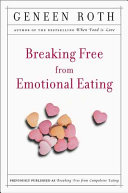 GENEEN ROTH
AUTHOR OF THE BESTSELLING When Food is Love
Breaking Free
from
Emotional Eating
PREVIOUSLY PUBLISHED AS Breaking Free from Compulsive Eating